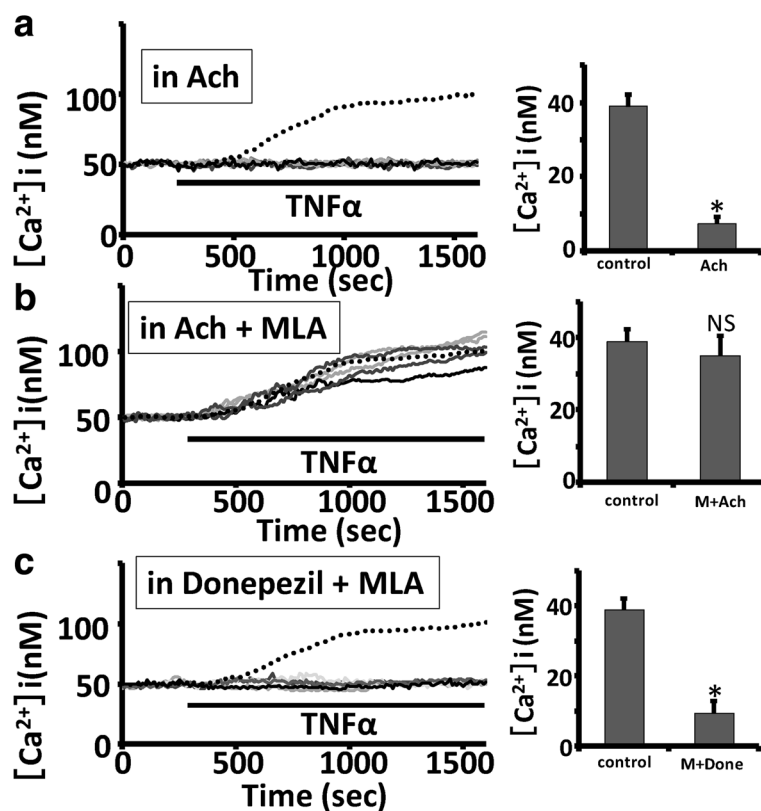 a
in Ach
[Ca²⁺] i (nM)
100
50
0
TNFα
0 500 1000 1500
Time (sec)
[Ca²⁺] i (nM)
40
20
0
*
control Ach
b
in Ach + MLA
[Ca²⁺]i(nM)
100
50
0
TNFα
0 500 1000 1500
Time (sec)
[Ca²⁺] i (nM)
40
20
0
NS
control M+Ach
c
in Donepezil + MLA
[Ca²⁺]i(nM)
100
50
0
TNFα
0 500 1000 1500
Time (sec)
[Ca²⁺] i (nM)
40
20
0
*
control M+Done